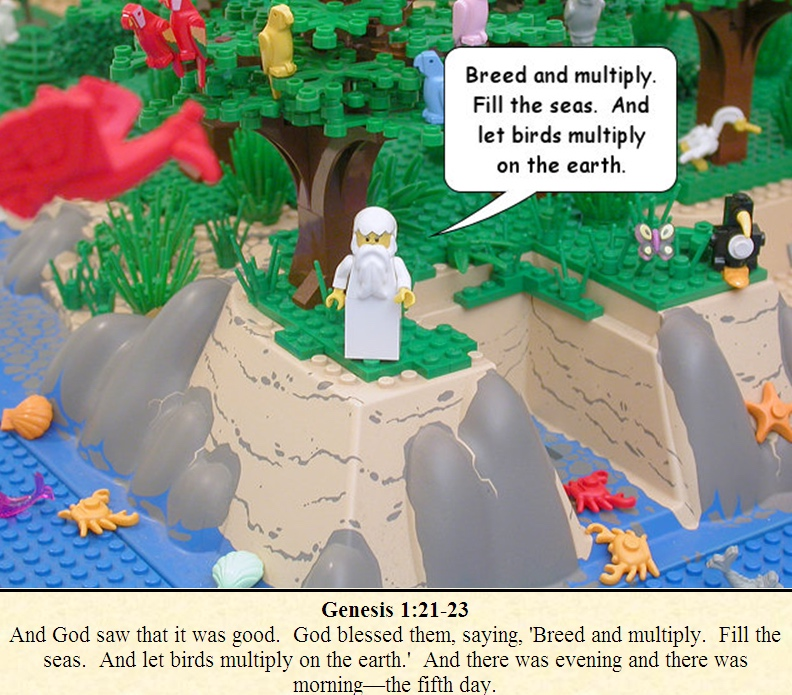 Breed and multiply.
Fill the seas.  And
let birds multiply
on the earth.
Genesis 1:21-23
And God saw that it was good.  God blessed them, saying, 'Breed and multiply.  Fill the
seas.  And let birds multiply on the earth.'  And there was evening and there was
morning—the fifth day.